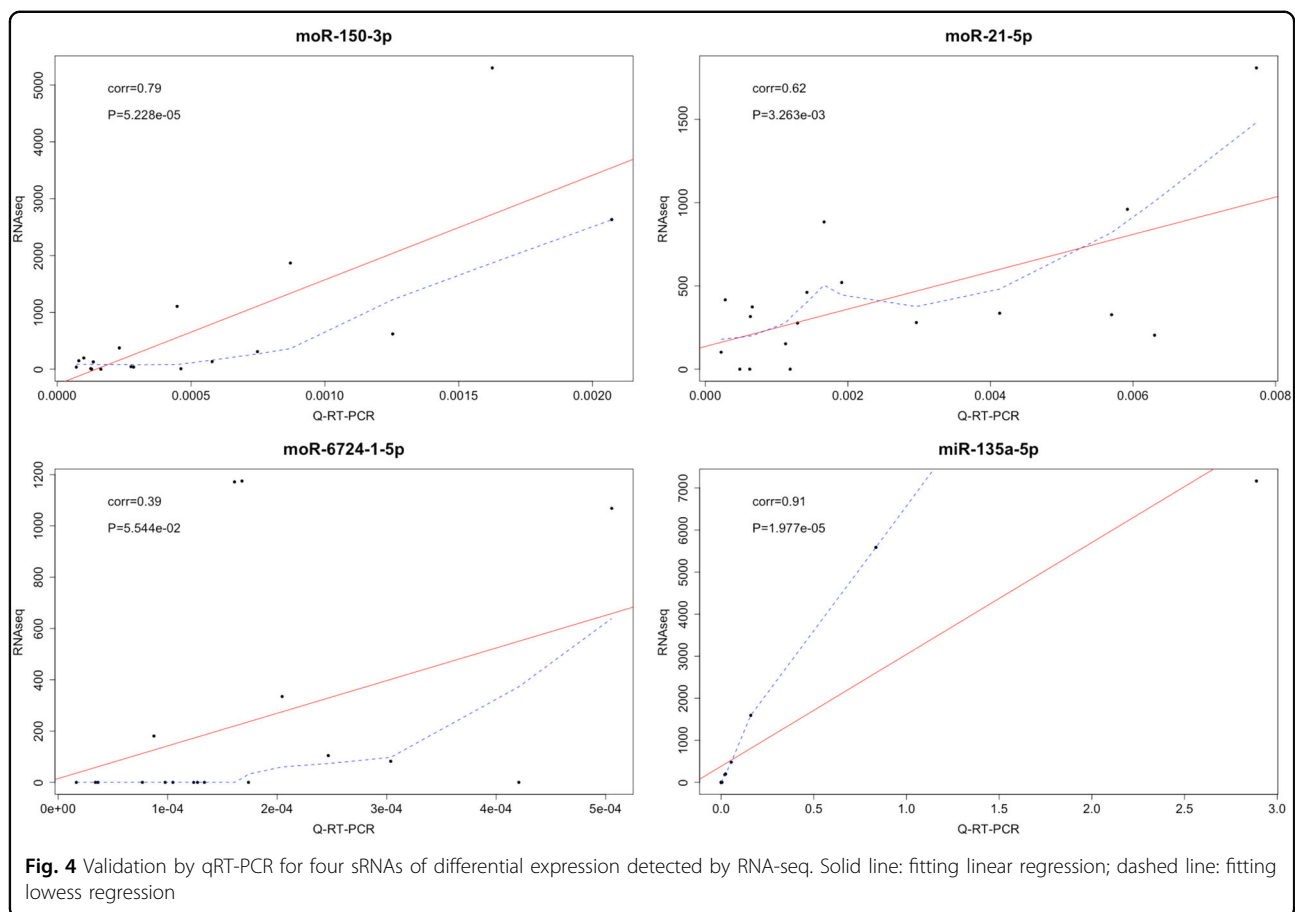 moR-150-3p
corr=0.79
P=5.228e-05
RNAseq
0 1000 2000 3000 4000 5000
0.0000 0.0005 0.0010 0.0015 0.0020
Q-RT-PCR
moR-21-5p
corr=0.62
P=3.263e-03
RNAseq
0 500 1000 1500
0.000 0.002 0.004 0.006 0.008
Q-RT-PCR
moR-6724-1-5p
corr=0.39
P=5.544e-02
RNAseq
0 200 400 600 800 1000 1200
0e+00 1e-04 2e-04 3e-04 4e-04 5e-04
Q-RT-PCR
miR-135a-5p
corr=0.91
P=1.977e-05
RNAseq
0 1000 2000 3000 4000 5000 6000 7000
0.0 0.5 1.0 1.5 2.0 2.5 3.0
Q-RT-PCR
Fig. 4 Validation by qRT-PCR for four sRNAs of differential expression detected by RNA-seq. Solid line: fitting linear regression; dashed line: fitting
lowess regression